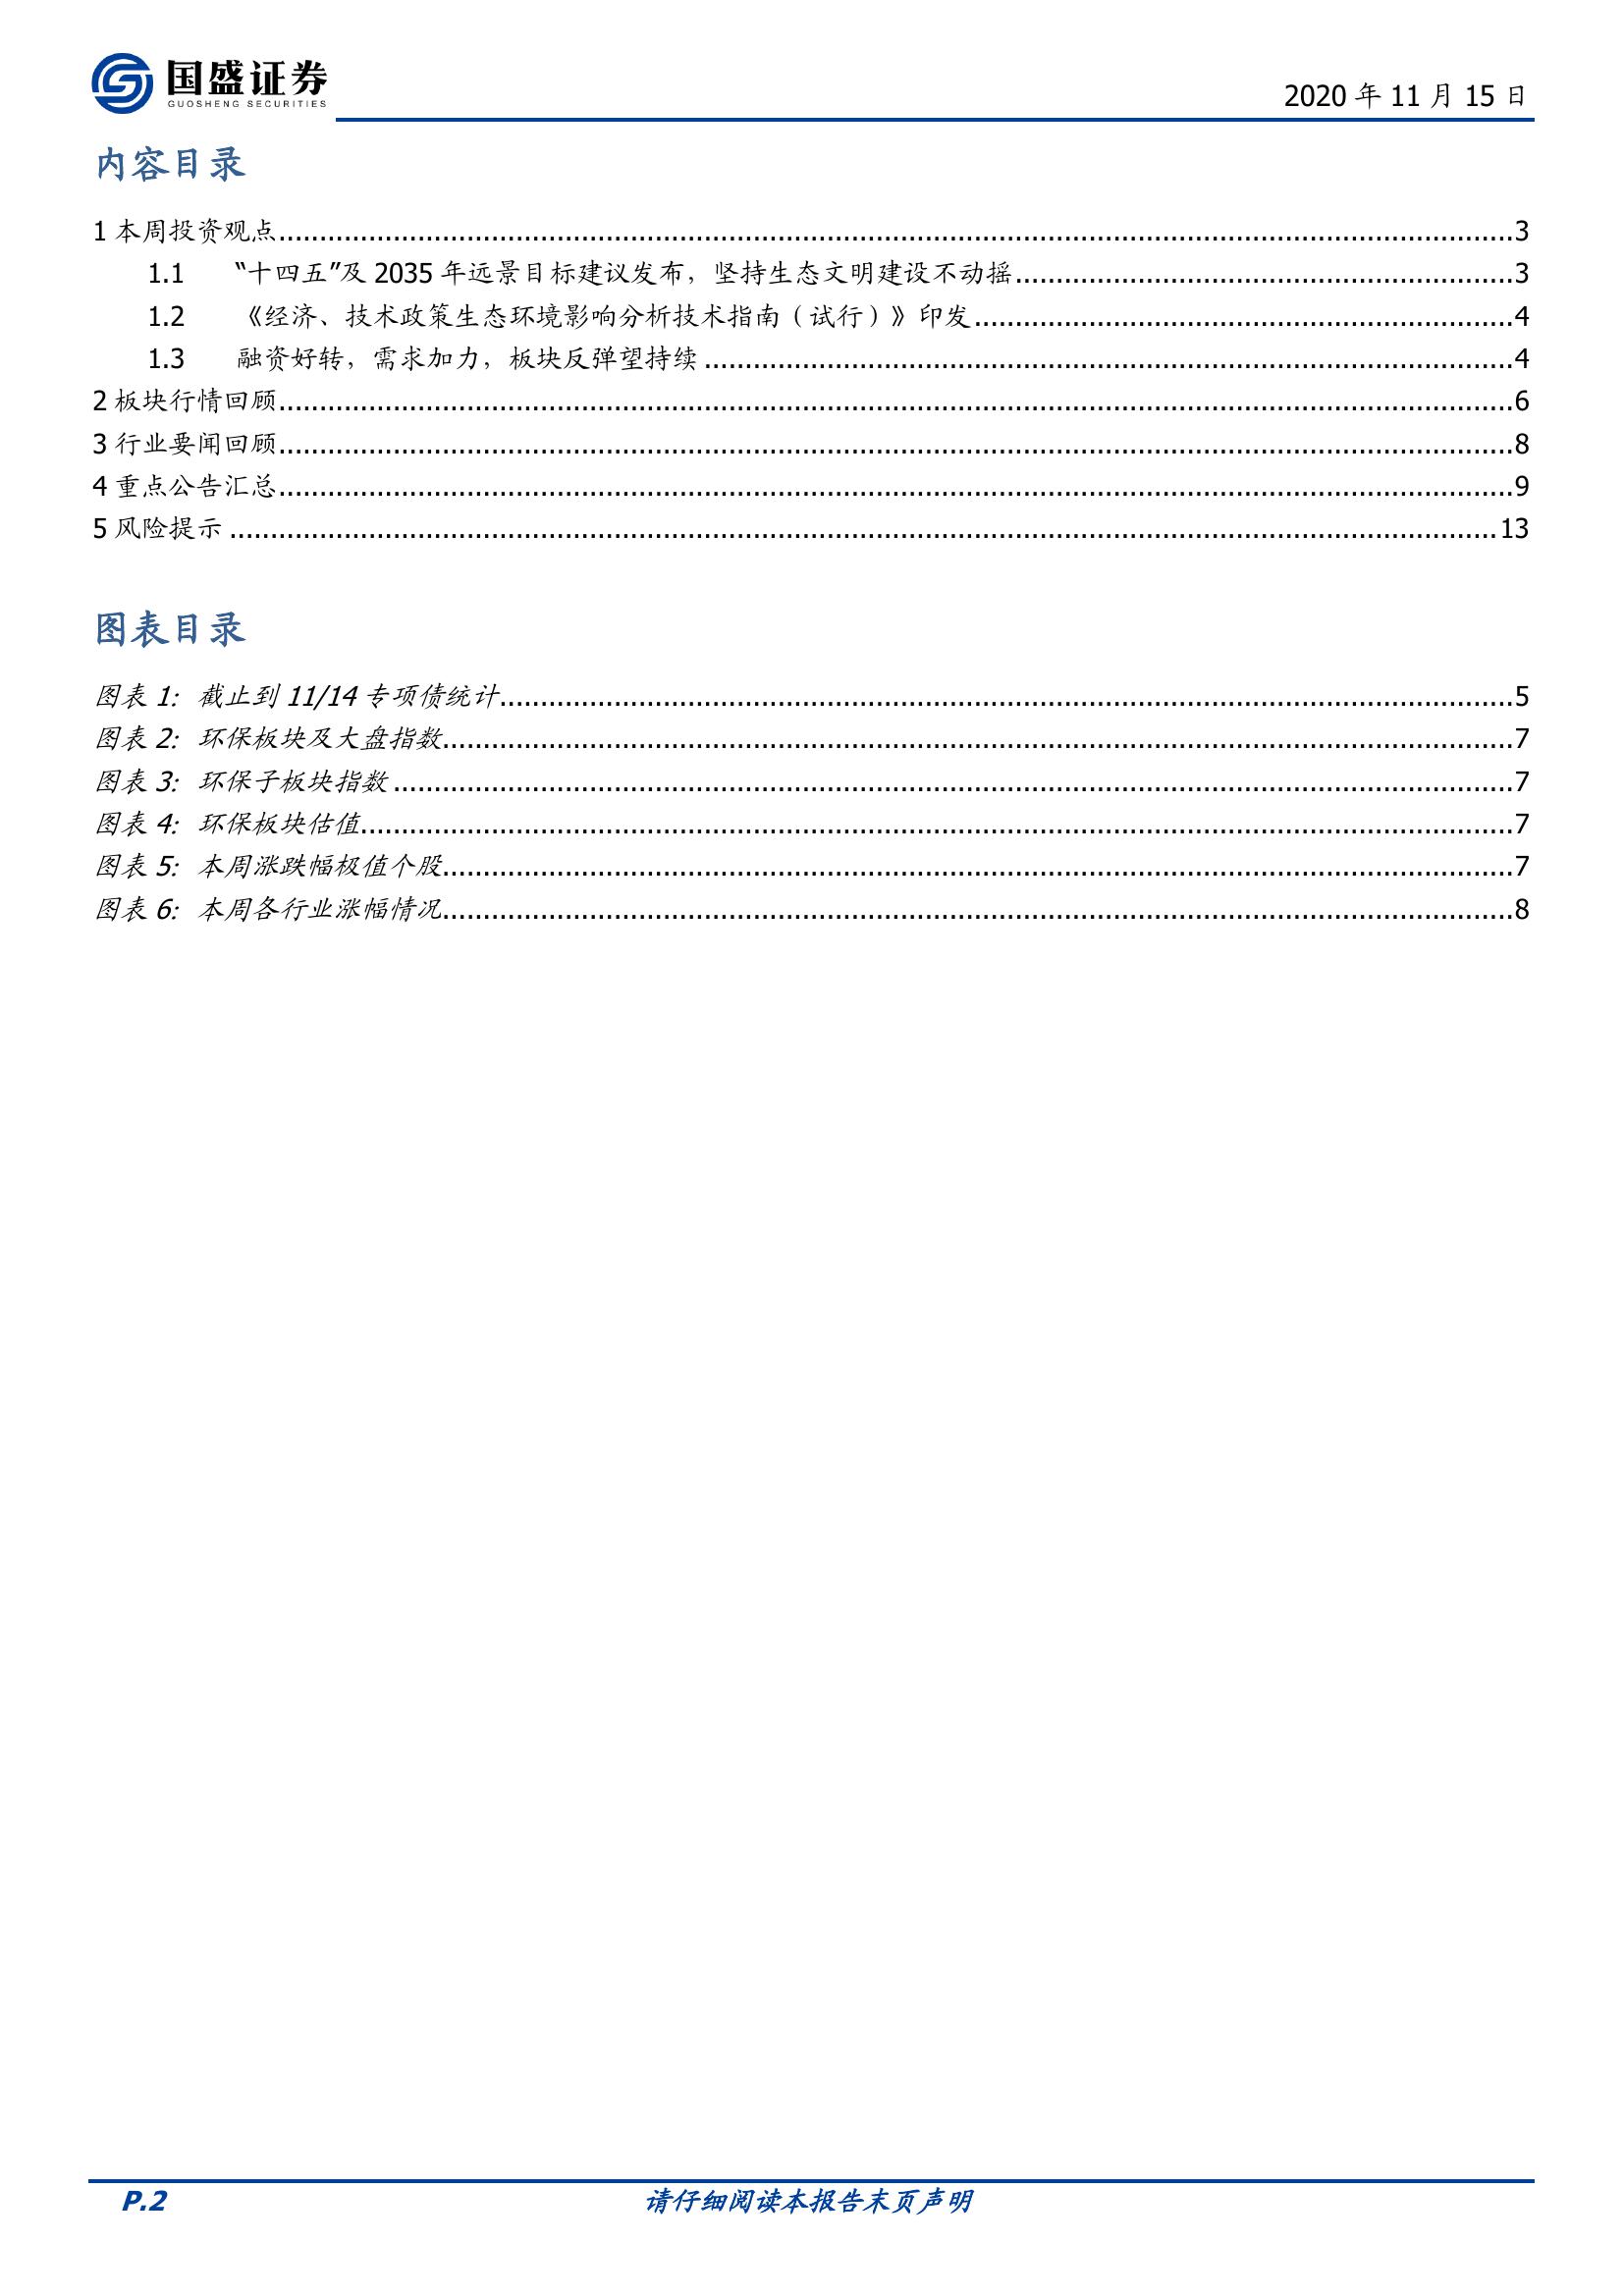 国盛证券
GUOSHENG SECURITIES
2020 年 11 月 15 日
内容目录
1 本周投资观点.....3
1.1 “十四五”及 2035 年远景目标建议发布，坚持生态文明建设不动摇.....3
1.2 《经济、技术政策生态环境影响分析技术指南（试行）》印发.....4
1.3 融资好转，需求加力，板块反弹望持续.....4
2 板块行情回顾.....6
3 行业要闻回顾.....8
4 重点公告汇总.....9
5 风险提示.....13
图表目录
图表 1: 截止到 11/14 专项债统计.....5
图表 2: 环保板块及大盘指数.....7
图表 3: 环保子板块指数.....7
图表 4: 环保板块估值.....7
图表 5: 本周涨跌幅极值个股.....7
图表 6: 本周各行业涨幅情况.....8
P.2
请仔细阅读本报告末页声明